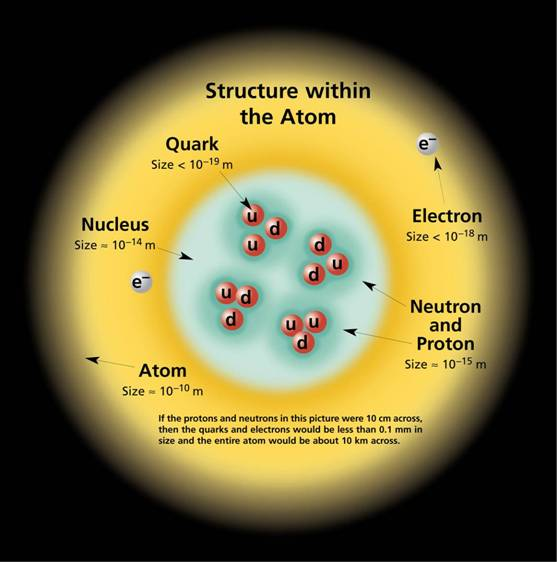 Structure within
the Atom
Quark
Size < 10⁻¹⁹ m
e⁻
u
d
u
Nucleus
Size ≈ 10⁻¹⁴ m
Electron
Size < 10⁻¹⁸ m
d
u
d
e⁻
u
d
d
u
u
d
Neutron
and
Proton
Size ≈ 10⁻¹⁵ m
Atom
Size ≈ 10⁻¹⁰ m
If the protons and neutrons in this picture were 10 cm across,
then the quarks and electrons would be less than 0.1 mm in
size and the entire atom would be about 10 km across.